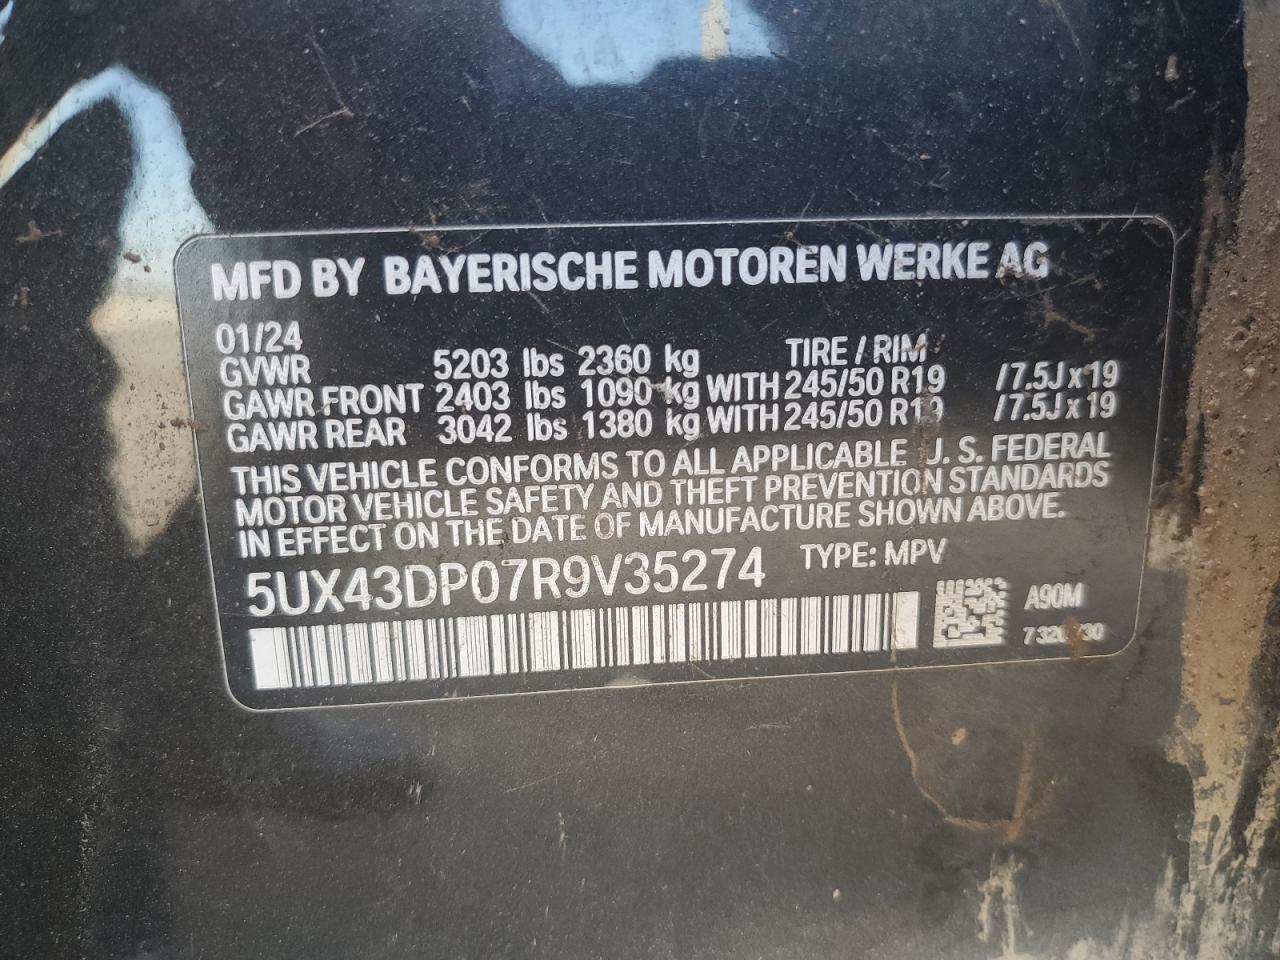 MFD BY BAYERISCHE MOTOREN WERKE AG
01/24
TIRE / RIM
GVWR 5203 lbs 2360 kg
GAWR FRONT 2403 lbs 1090 kg WITH 245/50 R19 /7.5J x 19
GAWR REAR 3042 lbs 1380 kg WITH 245/50 R19 /7.5J x 19
THIS VEHICLE CONFORMS TO ALL APPLICABLE U. S. FEDERAL
MOTOR VEHICLE SAFETY AND THEFT PREVENTION STANDARDS
IN EFFECT ON THE DATE OF MANUFACTURE SHOWN ABOVE.
5UX43DP07R9V35274 TYPE: MPV
A90M